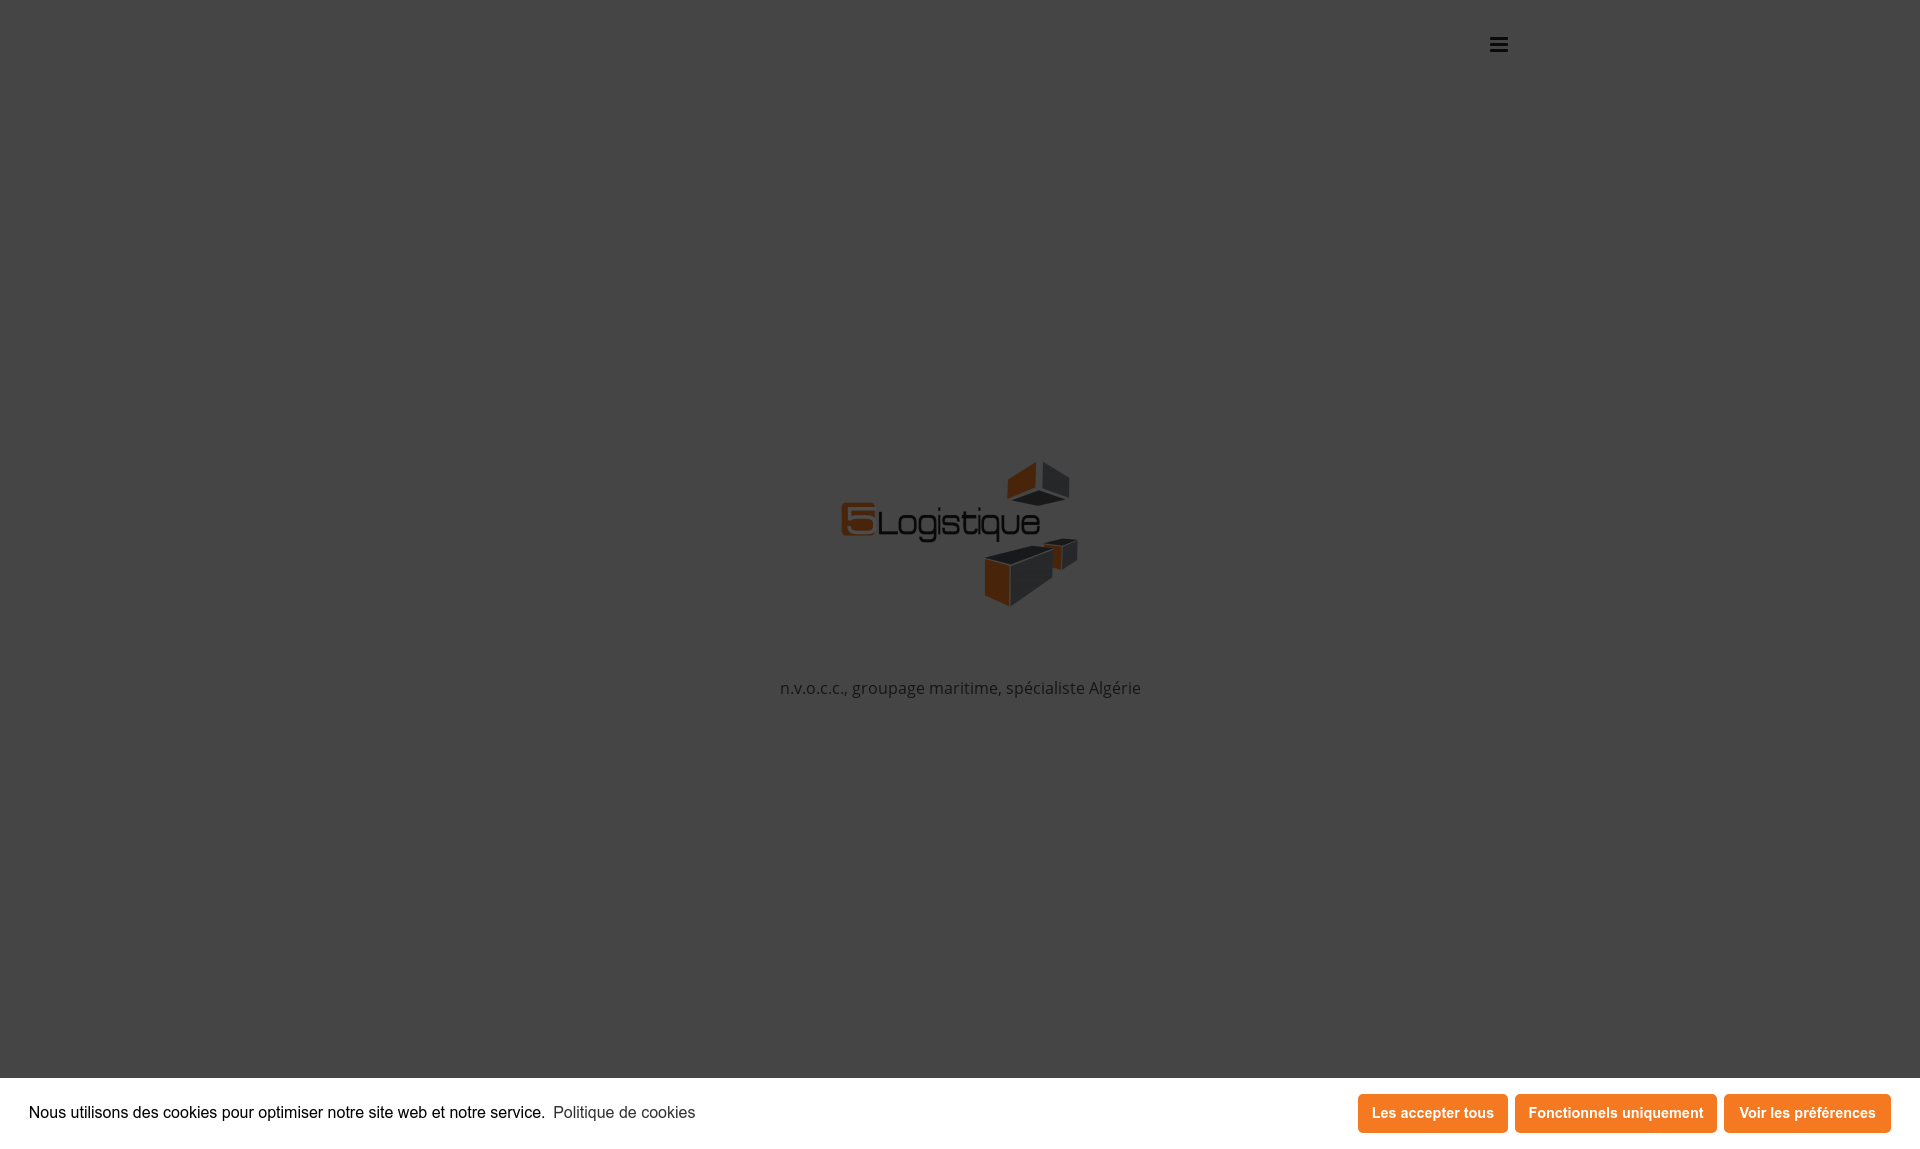 5Logistique
n.v.o.c.c., groupage maritime, spécialiste Algérie
Nous utilisons des cookies pour optimiser notre site web et notre service. Politique de cookies
Les accepter tous Fonctionnels uniquement Voir les préférences